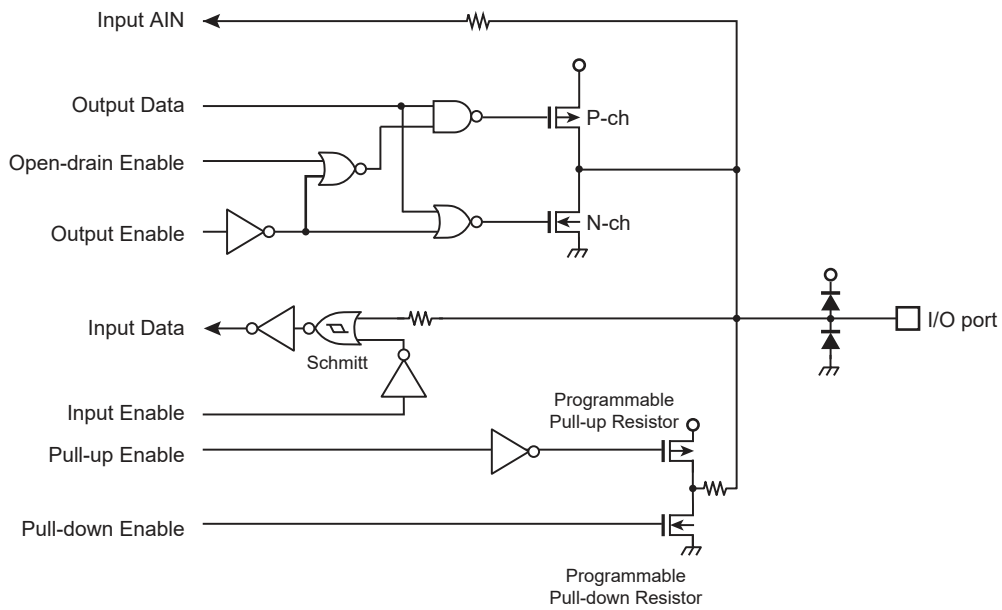 Input AIN
Output Data
P-ch
Open-drain Enable
N-ch
Output Enable
Input Data
I/O port
Schmitt
Programmable
Pull-up Resistor
Input Enable
Pull-up Enable
Pull-down Enable
Programmable
Pull-down Resistor